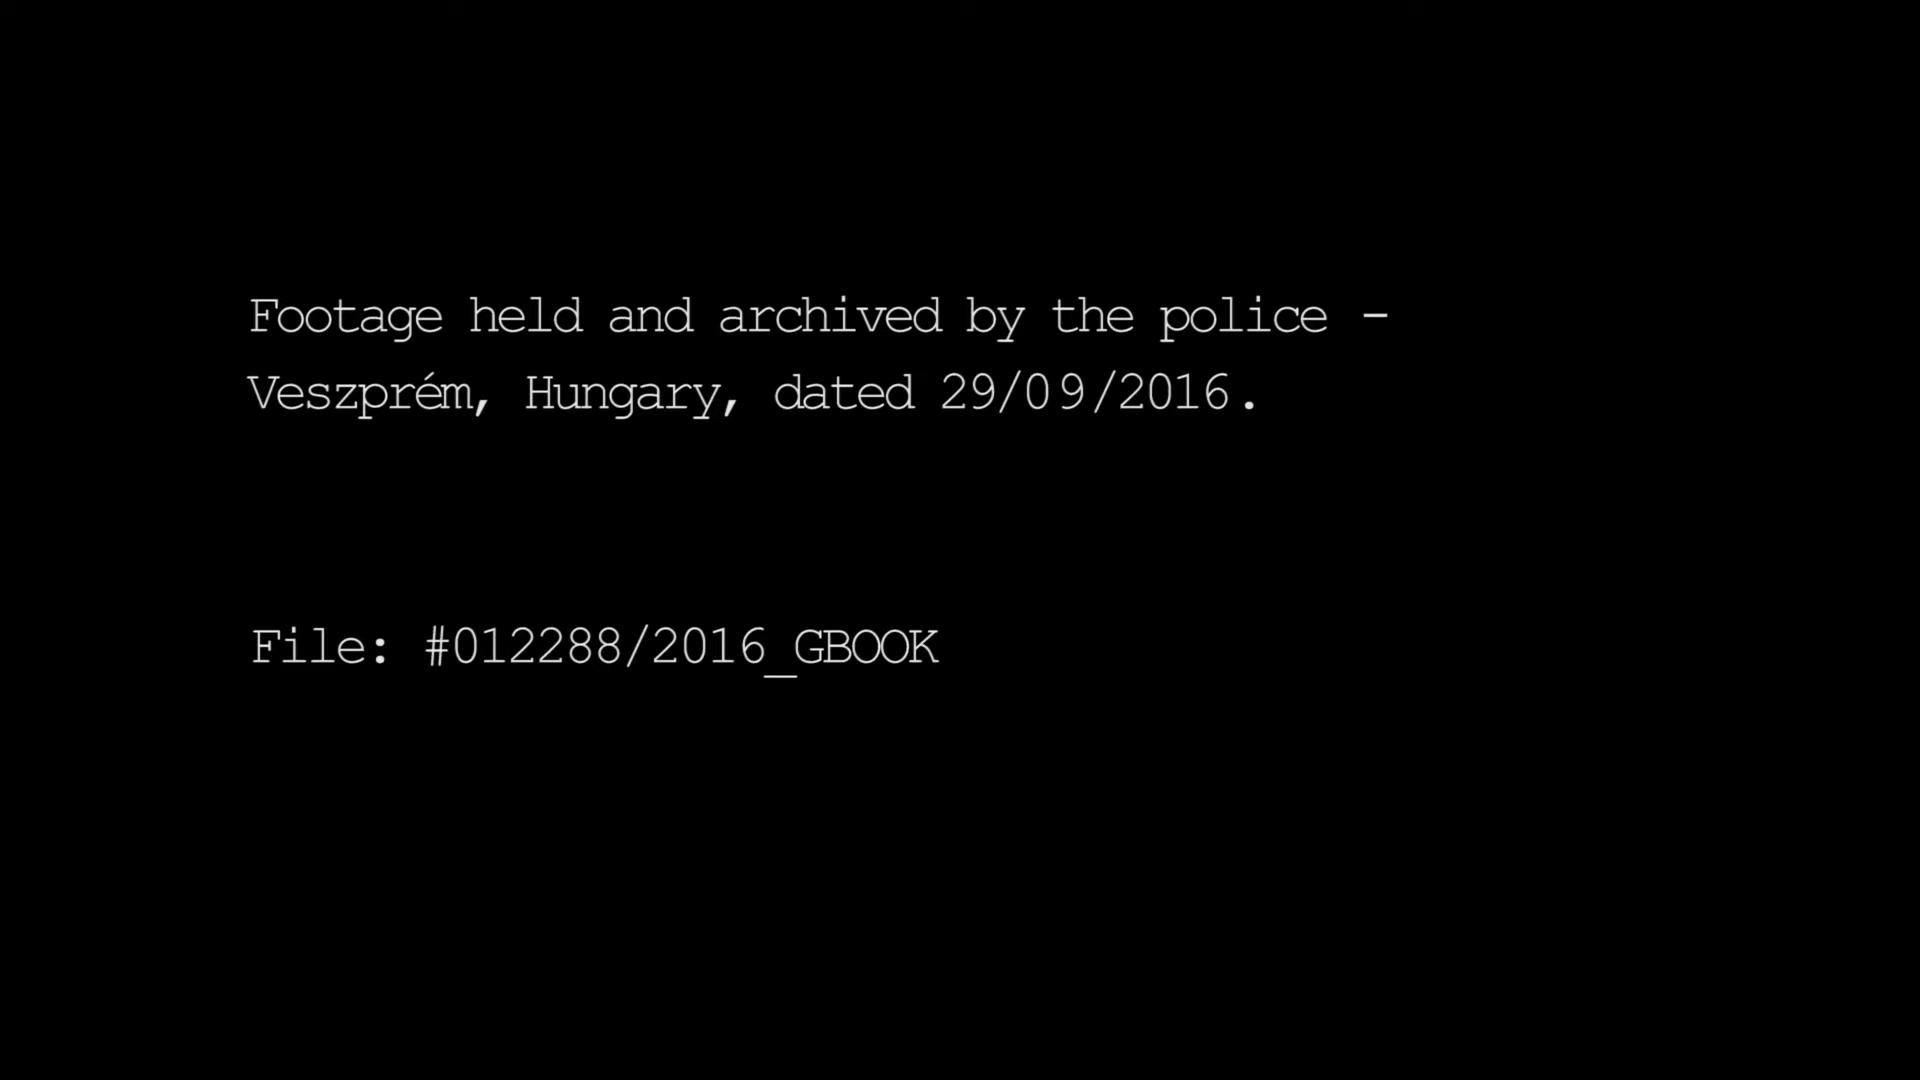 Footage held and archived by the police -
Veszprém, Hungary, dated 29/09/2016.
File: #012288/2016_GBOOK